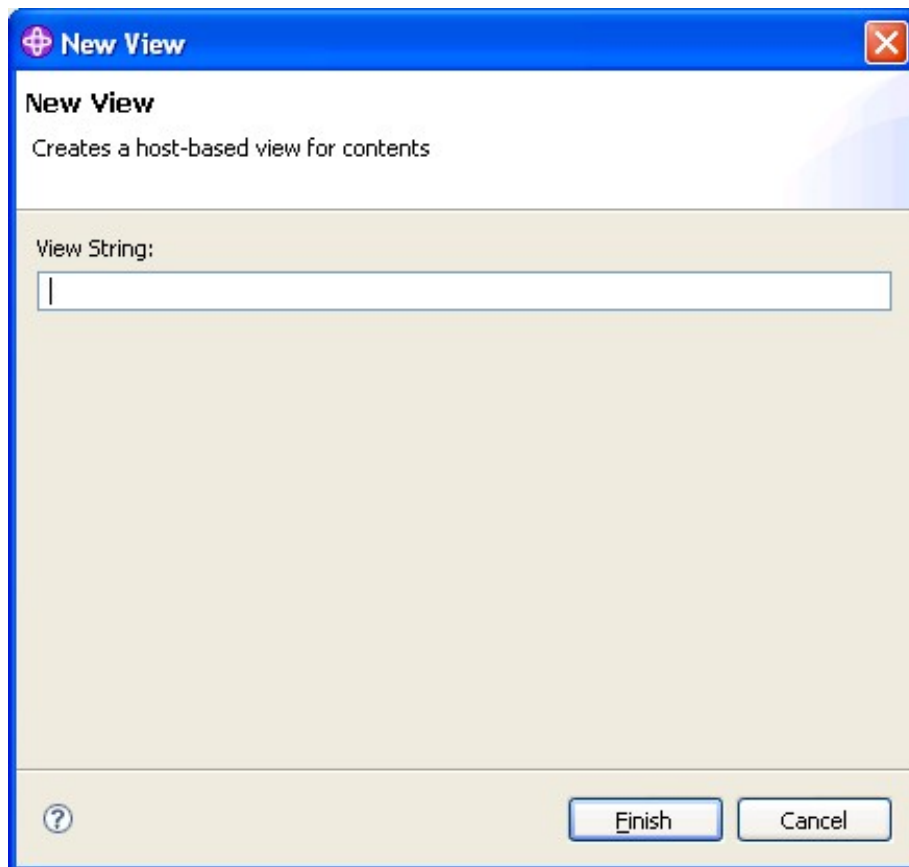 New View
New View
Creates a host-based view for contents
View String:
?
Finish
Cancel